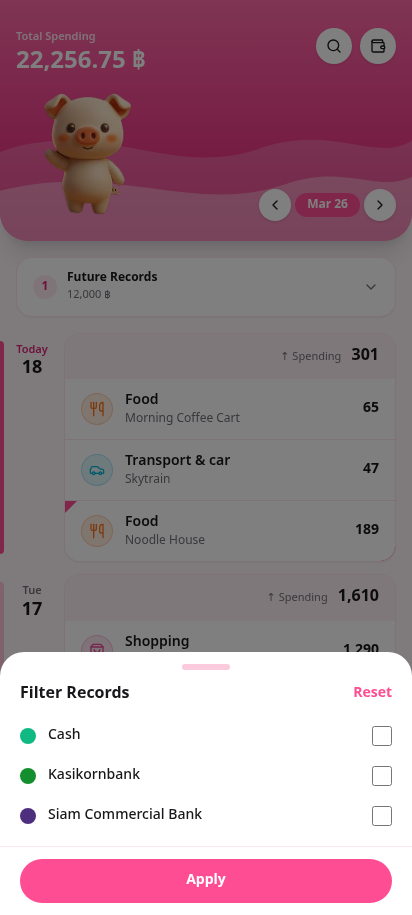 Total Spending
22,256.75 ฿
Mar 26
1
Future Records
12,000 ฿
Today
18
↑ Spending 301
Food
Morning Coffee Cart
65
Transport & car
Skytrain
47
Food
Noodle House
189
Tue
17
↑ Spending 1,610
Shopping
1,290
Filter Records
Reset
Cash
Kasikornbank
Siam Commercial Bank
Apply